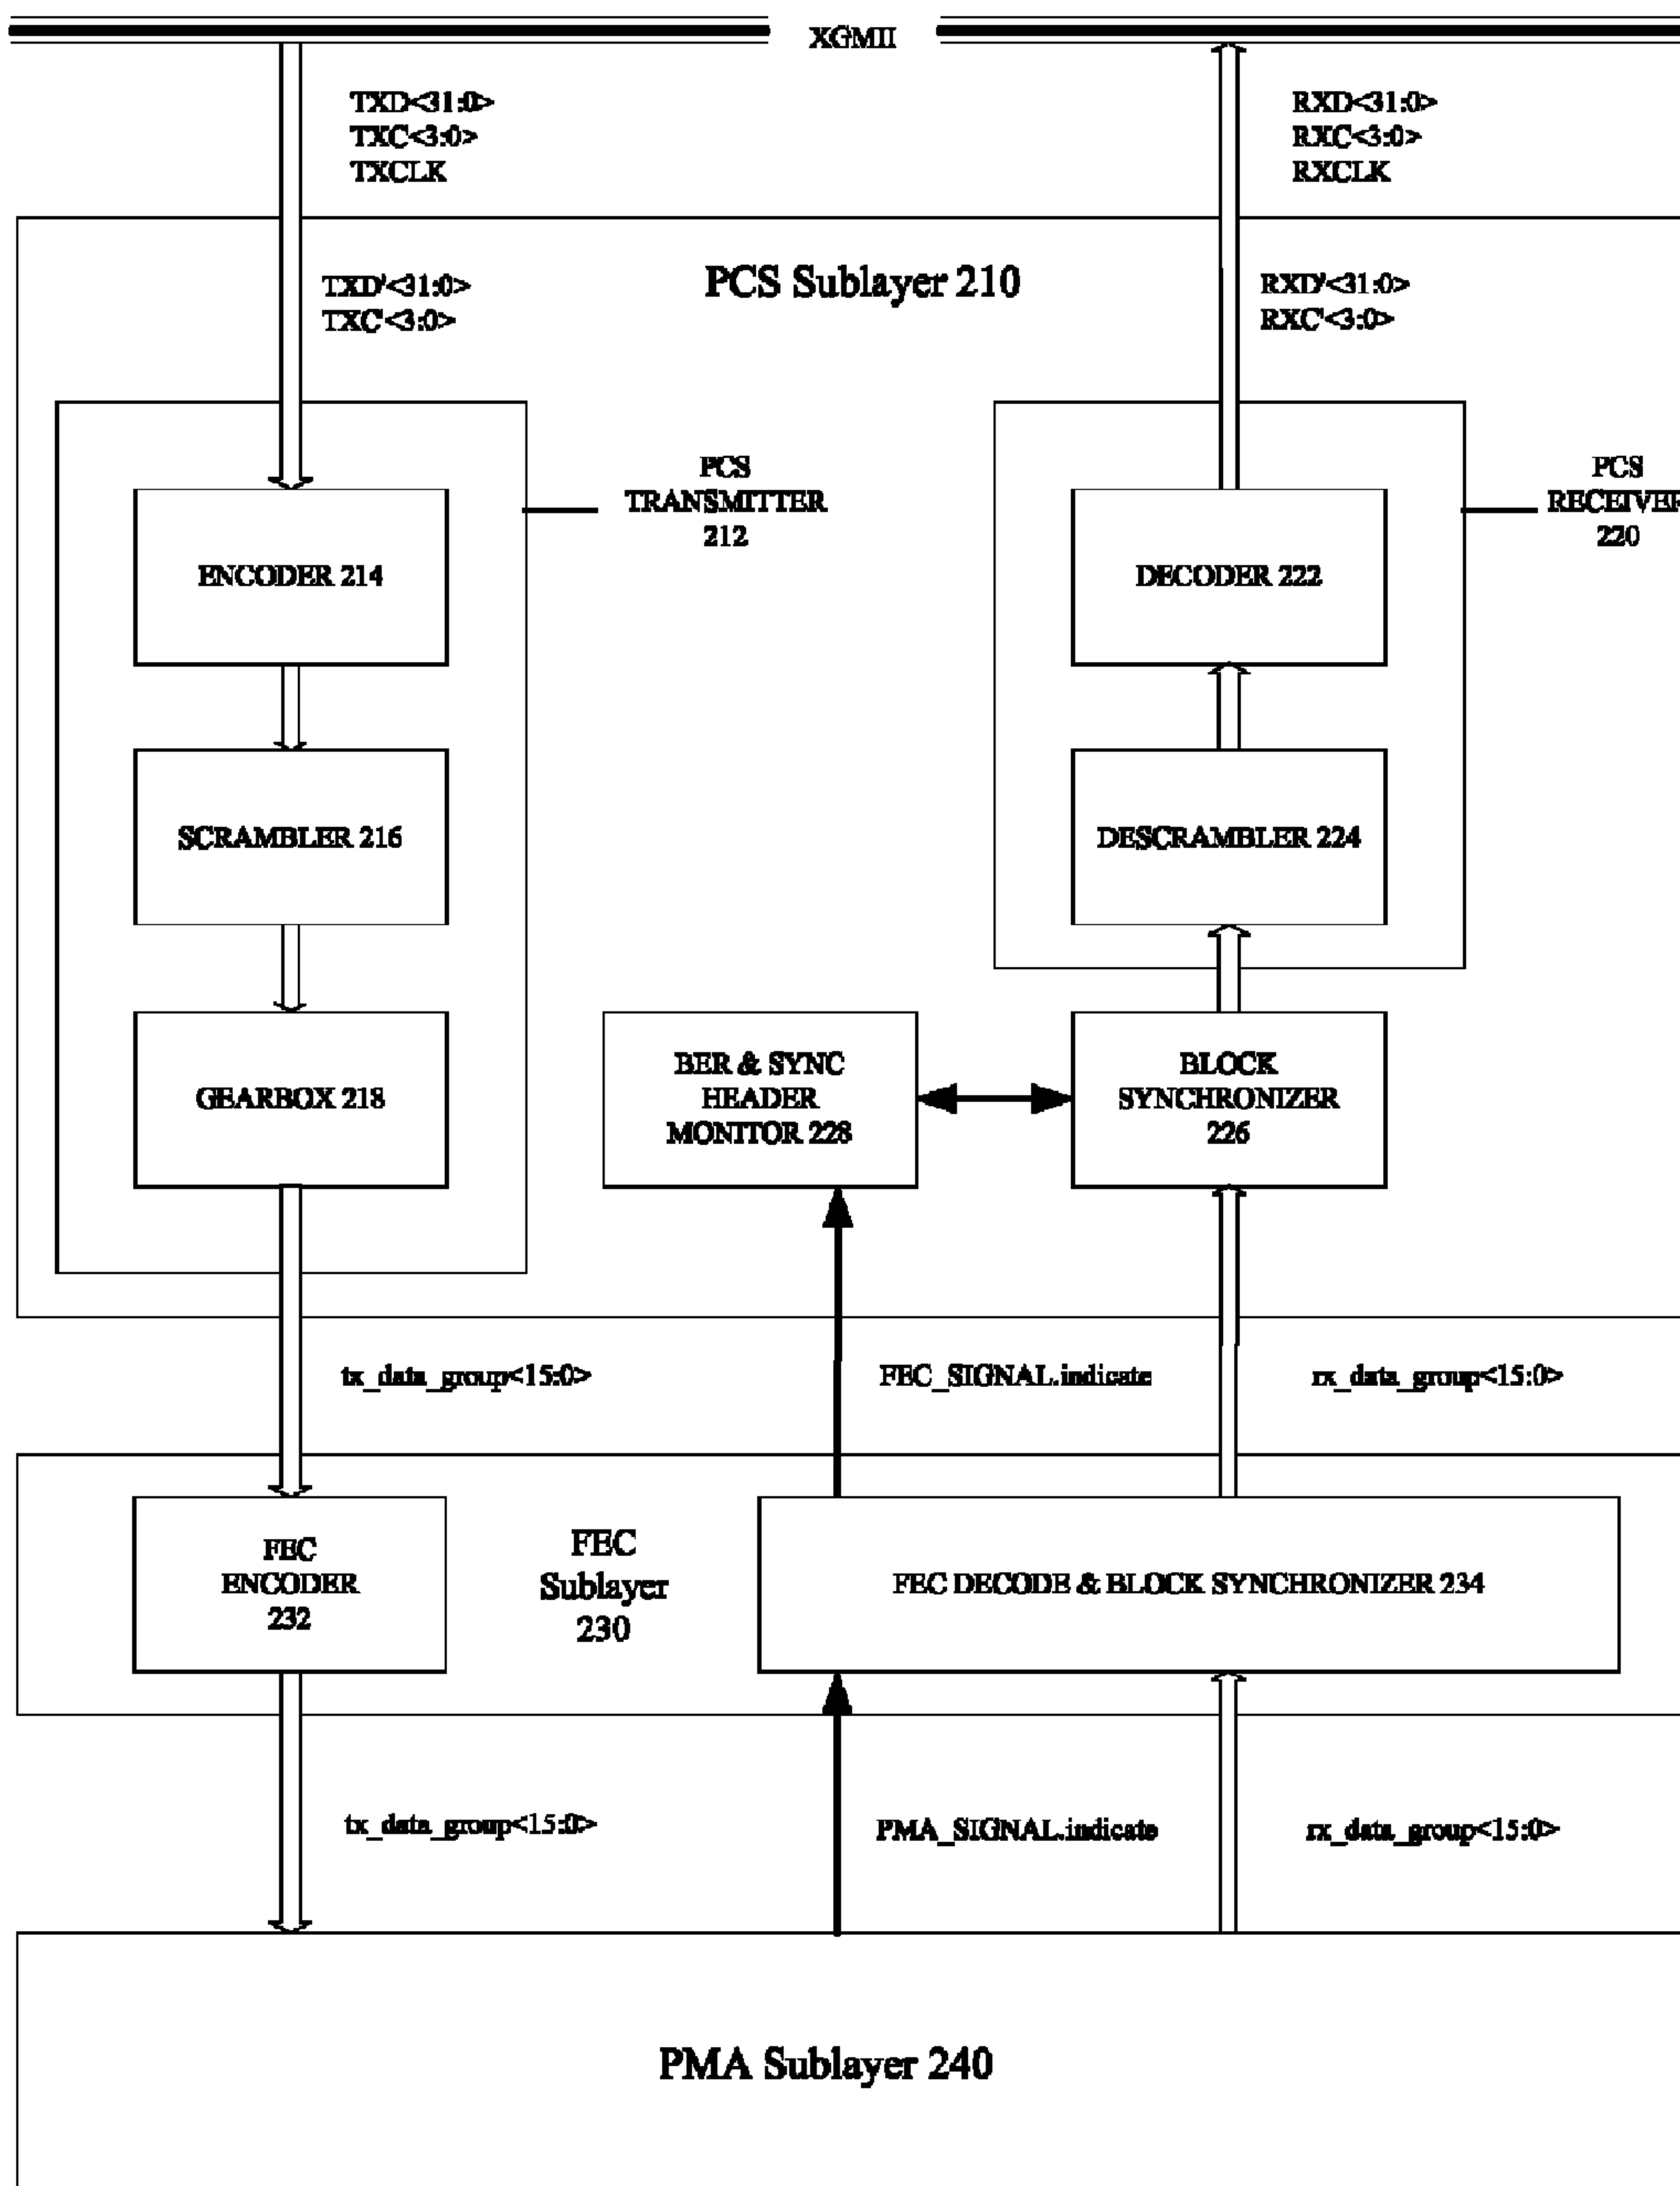 XGMII
TXD<31:0>
TXC<3:0>
TXCLK
RXD<31:0>
RXC<3:0>
RXCLK
PCS Sublayer 210
TXD'<31:0>
TXC'<3:0>
RXD'<31:0>
RXC'<3:0>
PCS
TRANSMITTER
212
PCS
RECEIVER
220
ENCODER 214
DECODER 222
SCRAMBLER 216
DESCRAMBLER 224
GEARBOX 218
BER & SYNC
HEADER
MONITOR 228
BLOCK
SYNCHRONIZER
226
tx_data_group<15:0>
FEC_SIGNAL.indicate
rx_data_group<15:0>
FEC
ENCODER
232
FEC
Sublayer
230
FEC DECODE & BLOCK SYNCHRONIZER 234
tx_data_group<15:0>
PMA_SIGNAL.indicate
rx_data_group<15:0>
PMA Sublayer 240